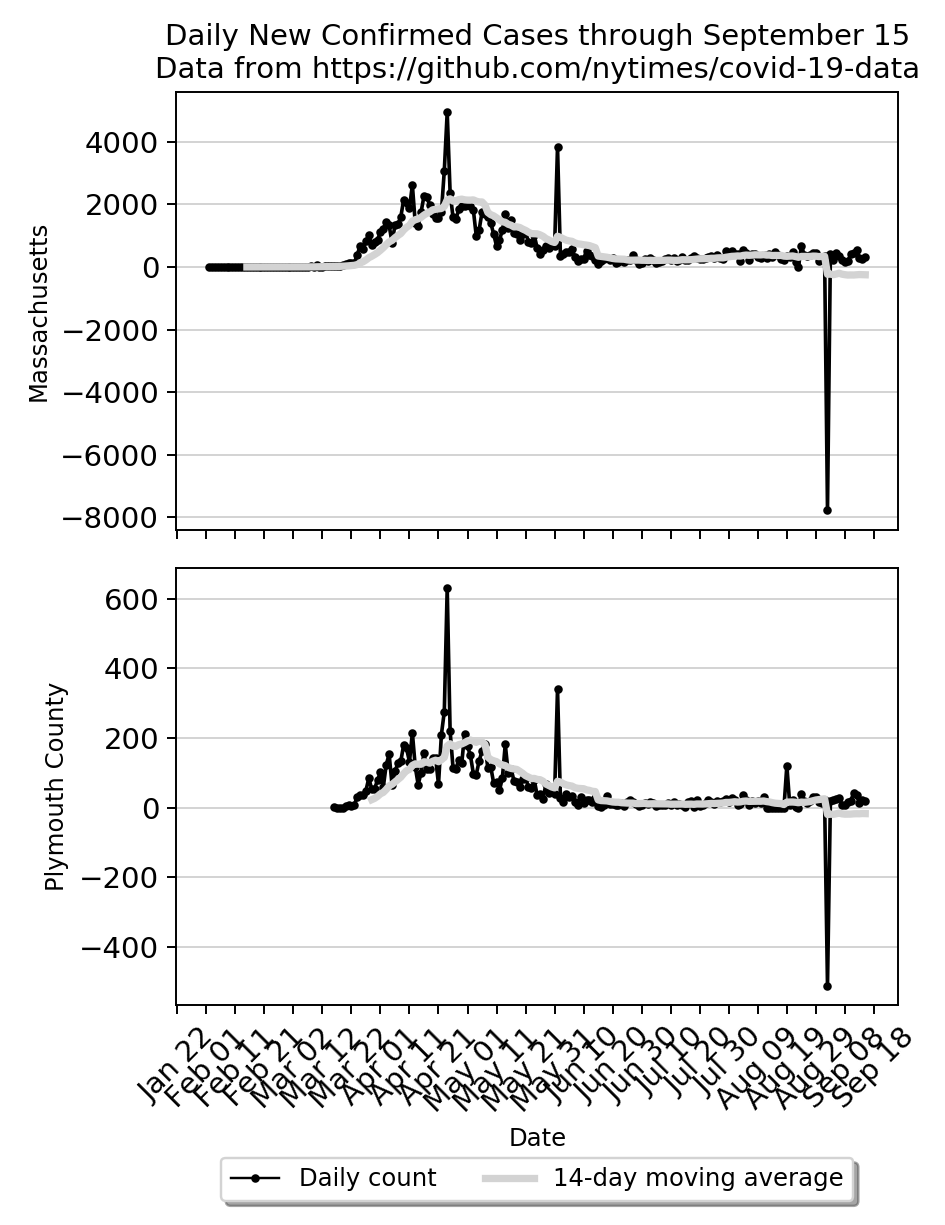 Daily New Confirmed Cases through September 15
Data from https://github.com/nytimes/covid-19-data
Massachusetts
4000
2000
0
−2000
−4000
−6000
−8000
Plymouth County
600
400
200
0
−200
−400
Jan 22
Feb 01
Feb 11
Feb 21
Mar 02
Mar 12
Mar 22
Apr 01
Apr 11
Apr 21
May 01
May 11
May 21
May 31
Jun 10
Jun 20
Jun 30
Jul 10
Jul 20
Jul 30
Aug 09
Aug 19
Aug 29
Sep 08
Sep 18
Date
Daily count
14-day moving average